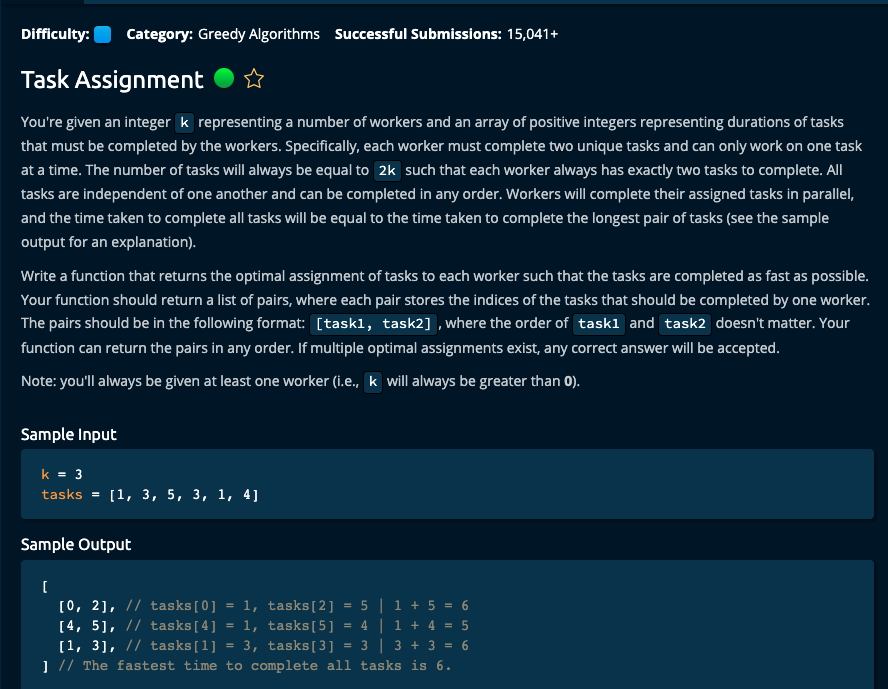 Difficulty: Category: Greedy Algorithms Successful Submissions: 15,041+
Task Assignment
You're given an integer k representing a number of workers and an array of positive integers representing durations of tasks
that must be completed by the workers. Specifically, each worker must complete two unique tasks and can only work on one task
at a time. The number of tasks will always be equal to 2k such that each worker always has exactly two tasks to complete. All
tasks are independent of one another and can be completed in any order. Workers will complete their assigned tasks in parallel,
and the time taken to complete all tasks will be equal to the time taken to complete the longest pair of tasks (see the sample
output for an explanation).
Write a function that returns the optimal assignment of tasks to each worker such that the tasks are completed as fast as possible.
Your function should return a list of pairs, where each pair stores the indices of the tasks that should be completed by one worker.
The pairs should be in the following format: [task1, task2], where the order of task1 and task2 doesn't matter. Your
function can return the pairs in any order. If multiple optimal assignments exist, any correct answer will be accepted.
Note: you'll always be given at least one worker (i.e., k will always be greater than 0).
Sample Input
k = 3
tasks = [1, 3, 5, 3, 1, 4]
Sample Output
[
[0, 2], // tasks[0] = 1, tasks[2] = 5 | 1 + 5 = 6
[4, 5], // tasks[4] = 1, tasks[5] = 4 | 1 + 4 = 5
[1, 3], // tasks[1] = 3, tasks[3] = 3 | 3 + 3 = 6
] // The fastest time to complete all tasks is 6.